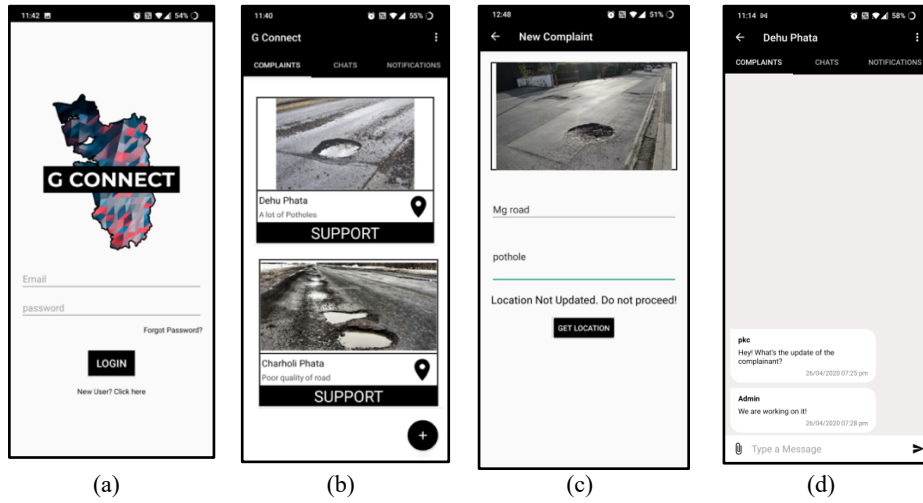 11:42
54%
G CONNECT
Email
password
Forgot Password?
LOGIN
New User? Click here
(a)
11:40
55%
G Connect
COMPLAINTS CHATS NOTIFICATIONS
Dehu Phata
A lot of Potholes
SUPPORT
Charholi Phata
Poor quality of road
SUPPORT
+
(b)
12:48
51%
New Complaint
Mg road
pothole
Location Not Updated. Do not proceed!
GET LOCATION
(c)
11:14
58%
Dehu Phata
COMPLAINTS CHATS NOTIFICATIONS
pkc
Hey! What's the update of the
complainant?
26/04/2020 07:25 pm
Admin
We are working on it!
26/04/2020 07:28 pm
Type a Message
(d)